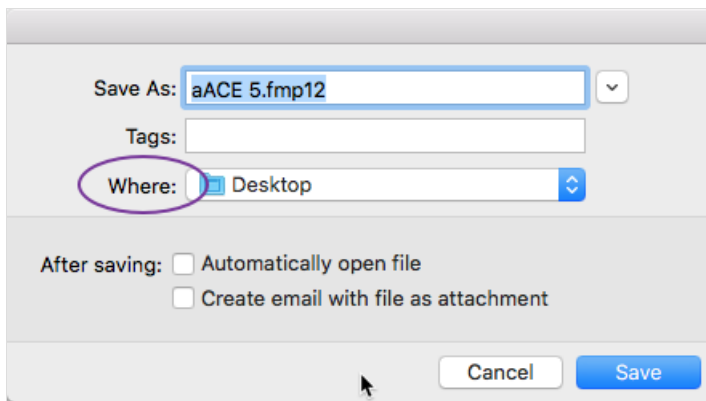 Save As: aACE 5.fmp12
Tags:
Where: Desktop
After saving: Automatically open file
Create email with file as attachment
Cancel Save